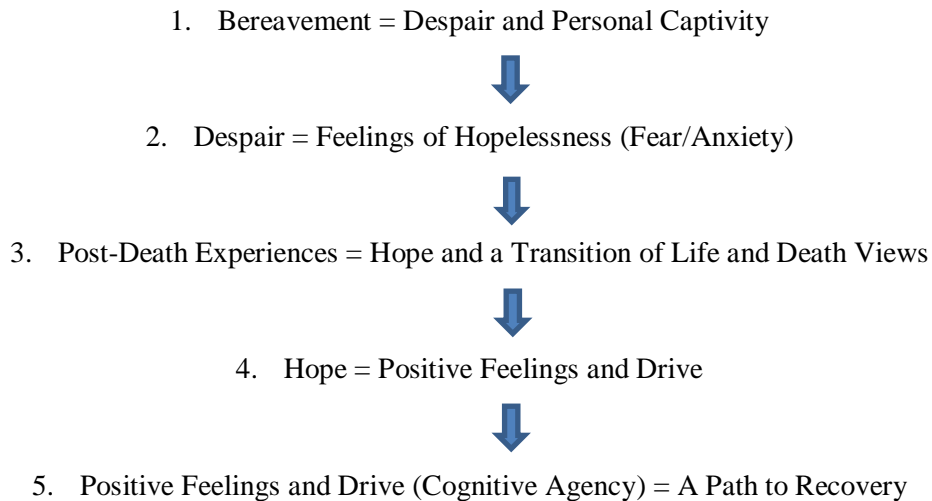 1. Bereavement = Despair and Personal Captivity
2. Despair = Feelings of Hopelessness (Fear/Anxiety)
3. Post-Death Experiences = Hope and a Transition of Life and Death Views
4. Hope = Positive Feelings and Drive
5. Positive Feelings and Drive (Cognitive Agency) = A Path to Recovery